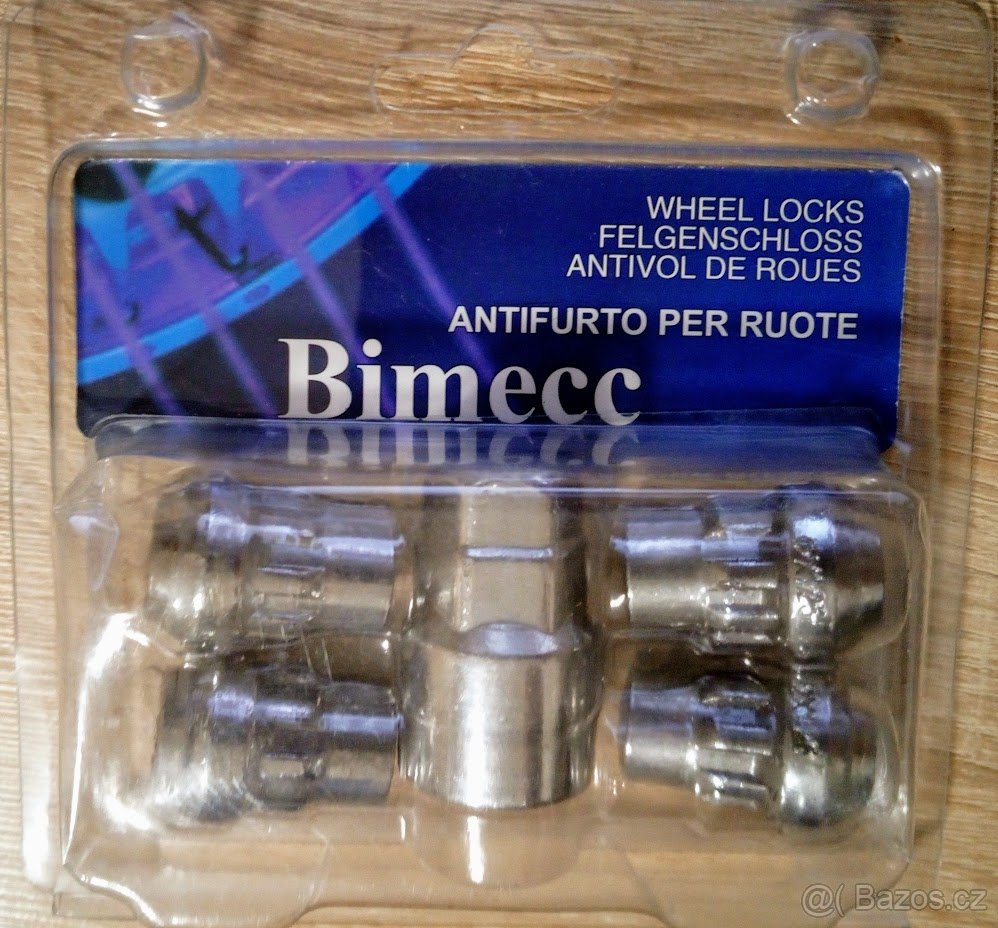 WHEEL LOCKS
FELGENSCHLOSS
ANTIVOL DE ROUES
ANTIFURTO PER RUOTE
Bimecc
@( Bazos.cz